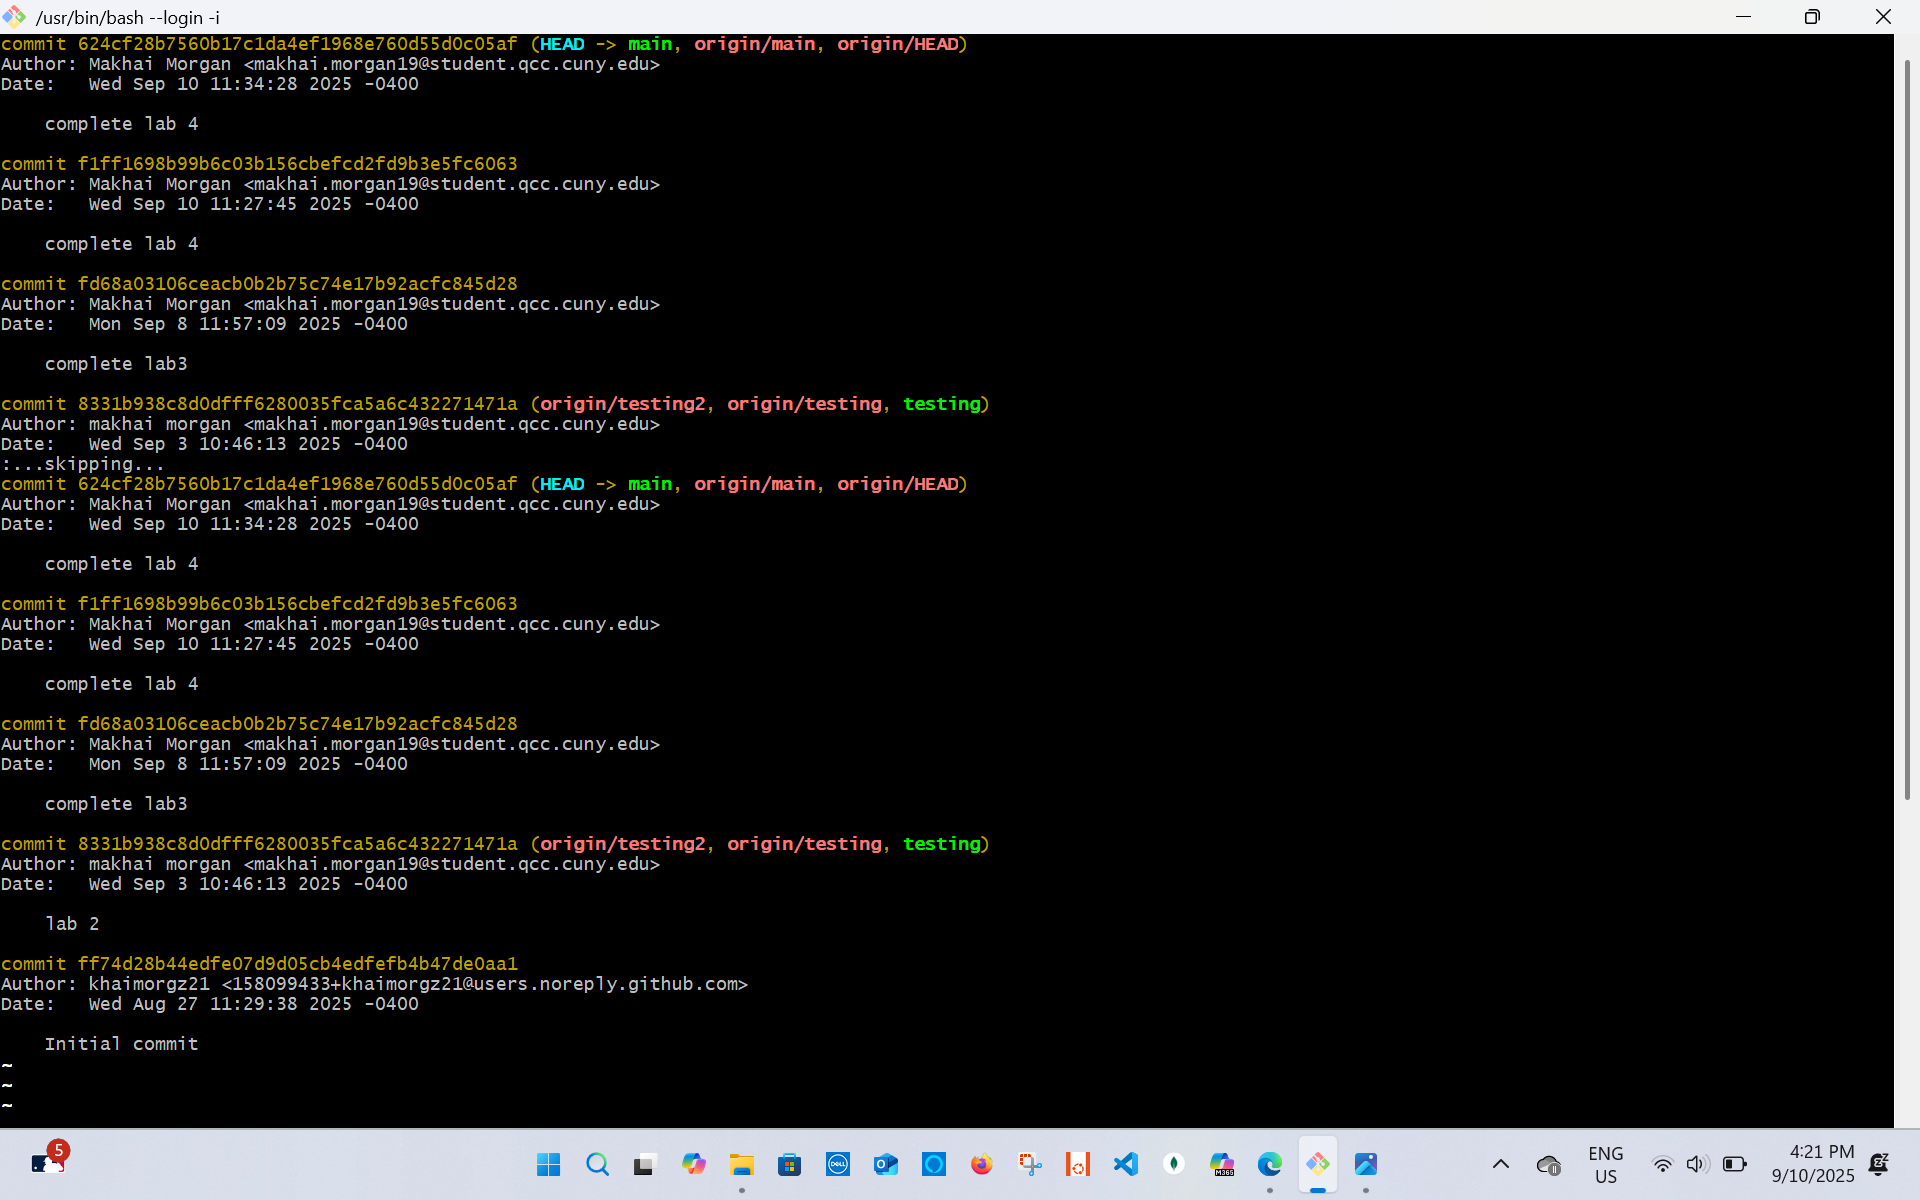 /usr/bin/bash --login -i
commit 624cf28b7560b17c1da4ef1968e760d55d0c05af (HEAD -> main, origin/main, origin/HEAD)
Author: Makhai Morgan <makhai.morgan19@student.qcc.cuny.edu>
Date:   Wed Sep 10 11:34:28 2025 -0400
    complete lab 4
commit f1ff1698b99b6c03b156cbefcd2fd9b3e5fc6063
Author: Makhai Morgan <makhai.morgan19@student.qcc.cuny.edu>
Date:   Wed Sep 10 11:27:45 2025 -0400
    complete lab 4
commit fd68a03106ceacb0b2b75c74e17b92acfc845d28
Author: Makhai Morgan <makhai.morgan19@student.qcc.cuny.edu>
Date:   Mon Sep 8 11:57:09 2025 -0400
    complete lab3
commit 8331b938c8d0dfff6280035fca5a6c432271471a (origin/testing2, origin/testing, testing)
Author: makhai morgan <makhai.morgan19@student.qcc.cuny.edu>
Date:   Wed Sep 3 10:46:13 2025 -0400
:...skipping...
commit 624cf28b7560b17c1da4ef1968e760d55d0c05af (HEAD -> main, origin/main, origin/HEAD)
Author: Makhai Morgan <makhai.morgan19@student.qcc.cuny.edu>
Date:   Wed Sep 10 11:34:28 2025 -0400
    complete lab 4
commit f1ff1698b99b6c03b156cbefcd2fd9b3e5fc6063
Author: Makhai Morgan <makhai.morgan19@student.qcc.cuny.edu>
Date:   Wed Sep 10 11:27:45 2025 -0400
    complete lab 4
commit fd68a03106ceacb0b2b75c74e17b92acfc845d28
Author: Makhai Morgan <makhai.morgan19@student.qcc.cuny.edu>
Date:   Mon Sep 8 11:57:09 2025 -0400
    complete lab3
commit 8331b938c8d0dfff6280035fca5a6c432271471a (origin/testing2, origin/testing, testing)
Author: makhai morgan <makhai.morgan19@student.qcc.cuny.edu>
Date:   Wed Sep 3 10:46:13 2025 -0400
    lab 2
commit ff74d28b44edfe07d9d05cb4edfefb4b47de0aa1
Author: khaimorgz21 <158099433+khaimorgz21@users.noreply.github.com>
Date:   Wed Aug 27 11:29:38 2025 -0400
    Initial commit
~
~
~
5
DELL
M365
ENG
US
4:21 PM
9/10/2025